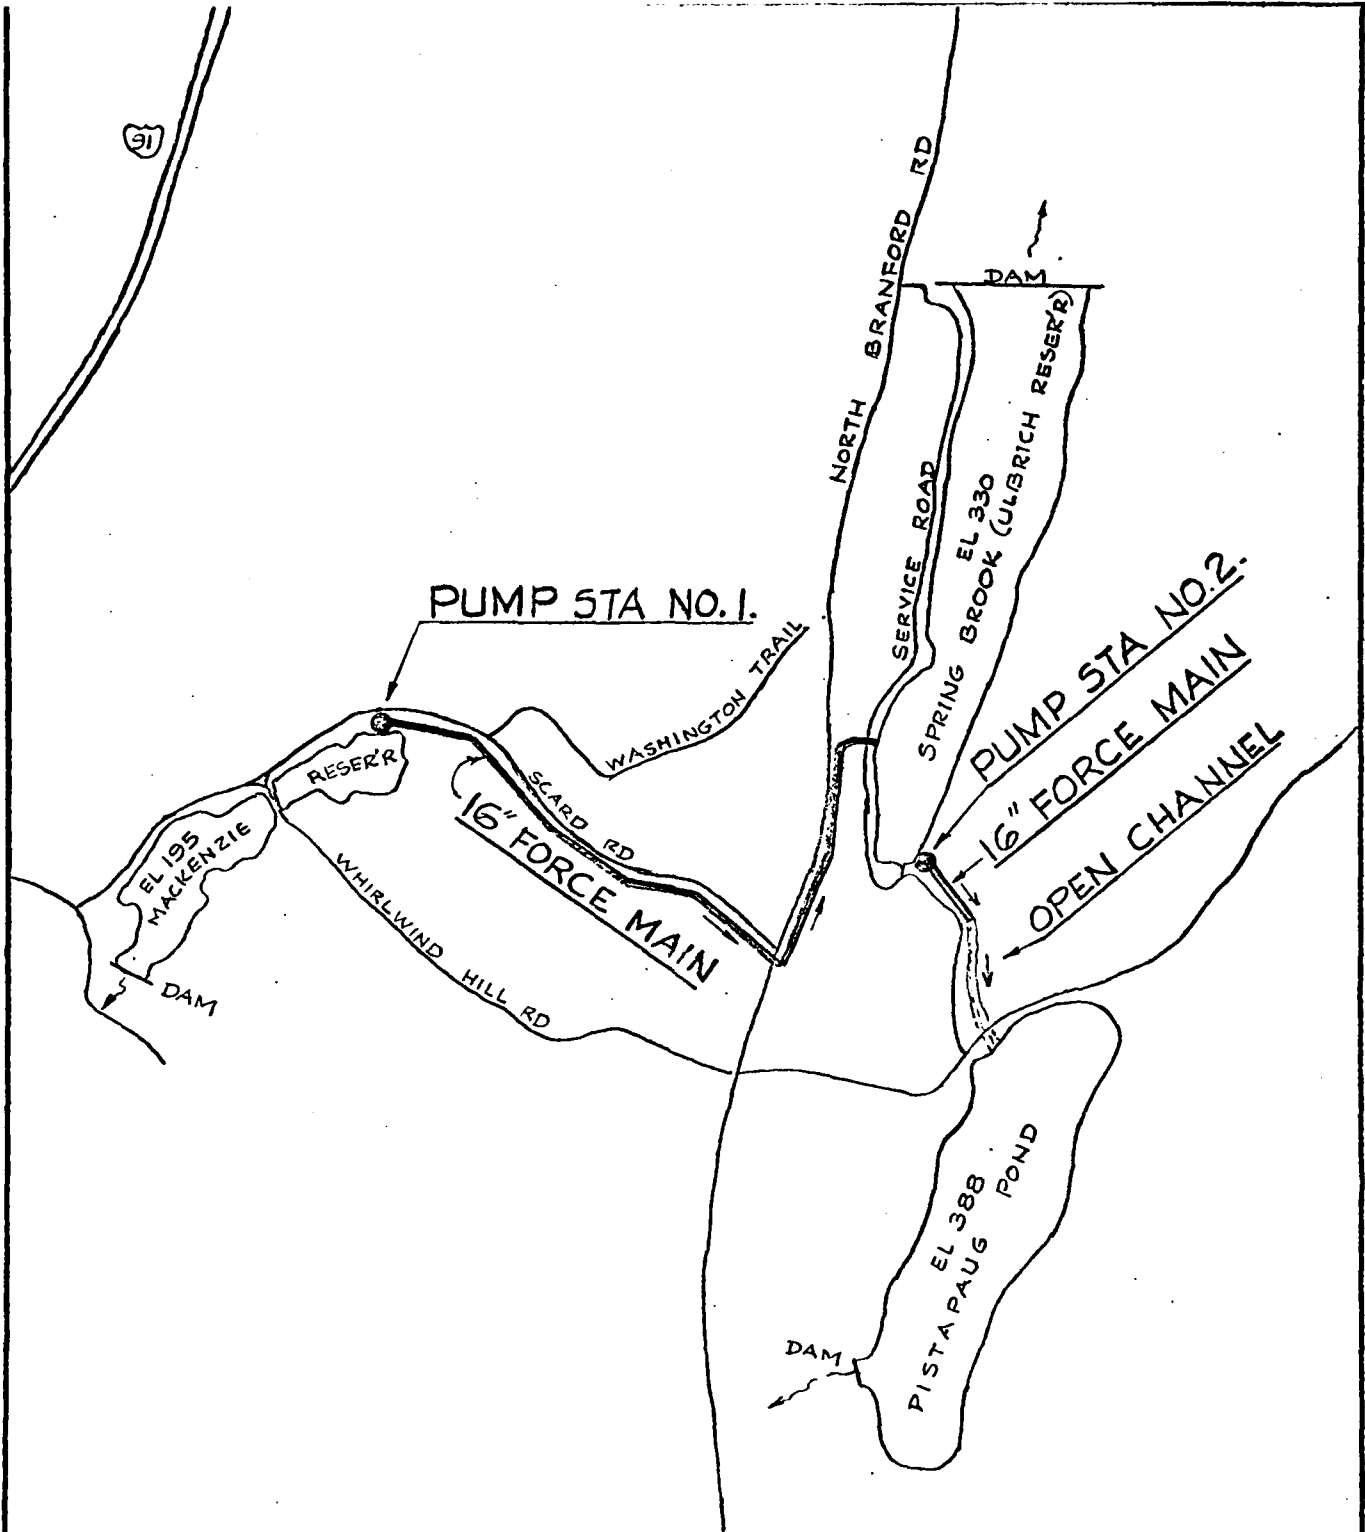 91
NORTH BRANFORD RD
DAM
SERVICE ROAD
EL 330
SPRING BROOK (ULBRICH RESER'R)
PUMP STA NO. 1.
WASHINGTON TRAIL
PUMP STA NO. 2.
16" FORCE MAIN
OPEN CHANNEL
RESER'R
SCARD RD
16" FORCE MAIN
EL 195
MACKENZIE
DAM
WHIRLWIND HILL RD
EL 388
PISTAPAUG POND
DAM